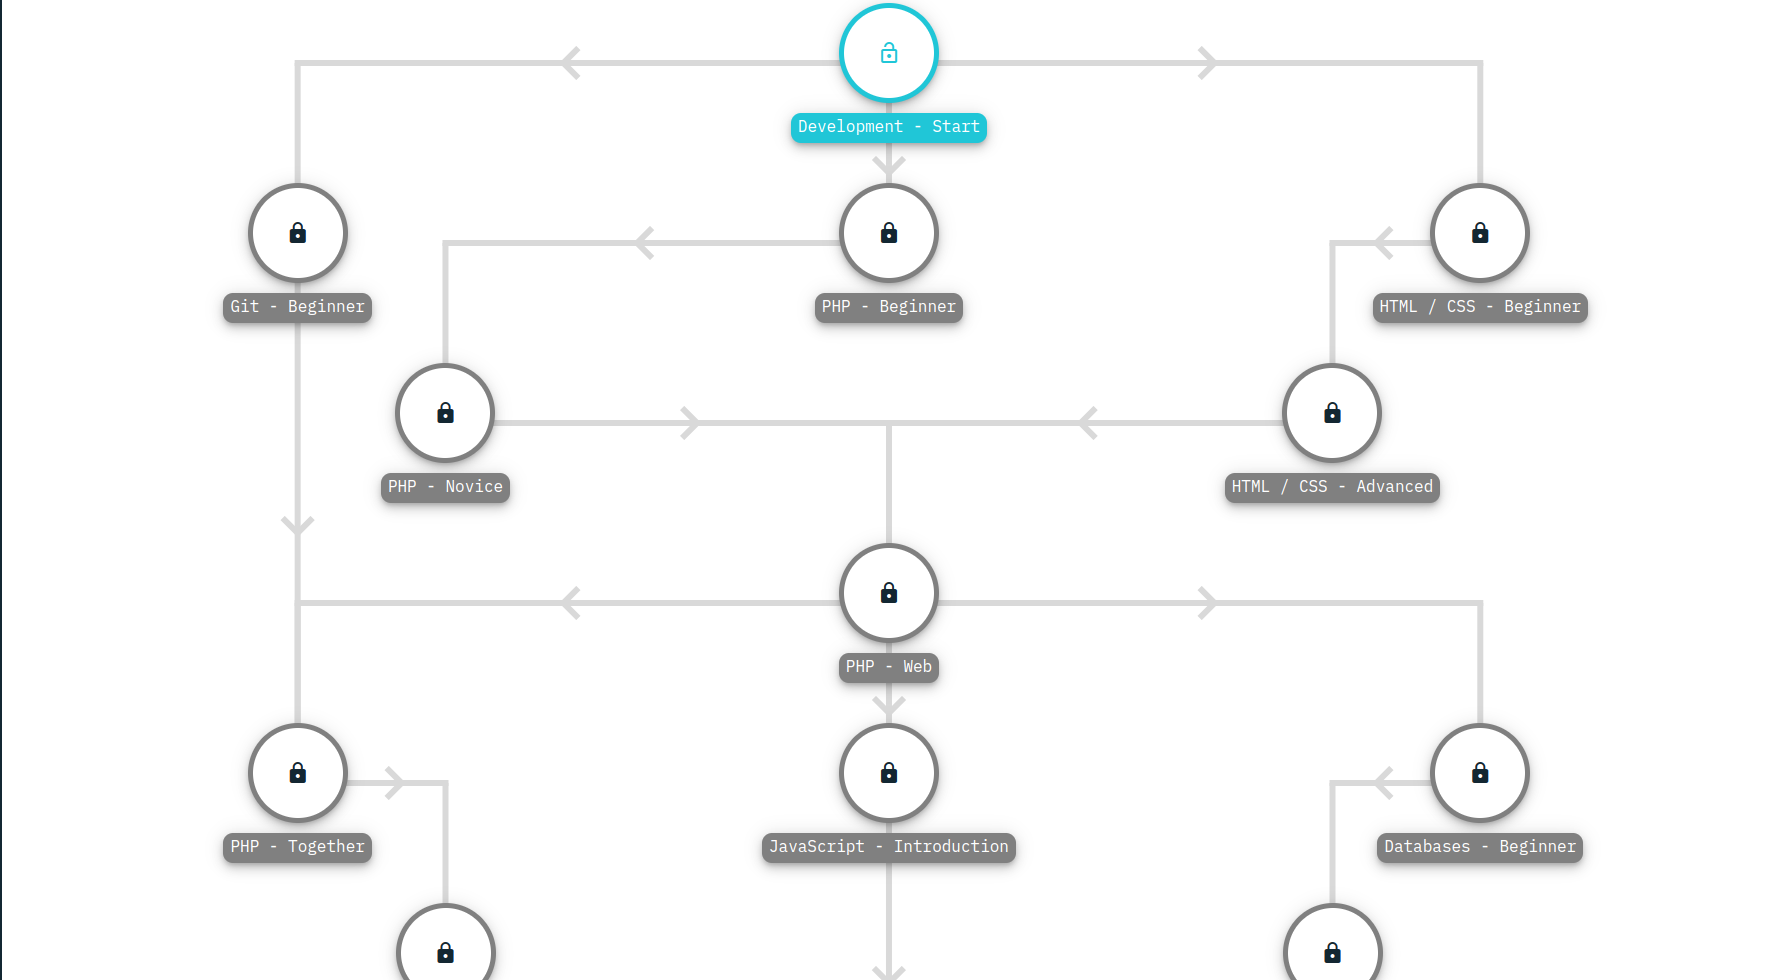 Development - Start
Git - Beginner
PHP - Beginner
HTML / CSS - Beginner
PHP - Novice
HTML / CSS - Advanced
PHP - Web
PHP - Together
JavaScript - Introduction
Databases - Beginner